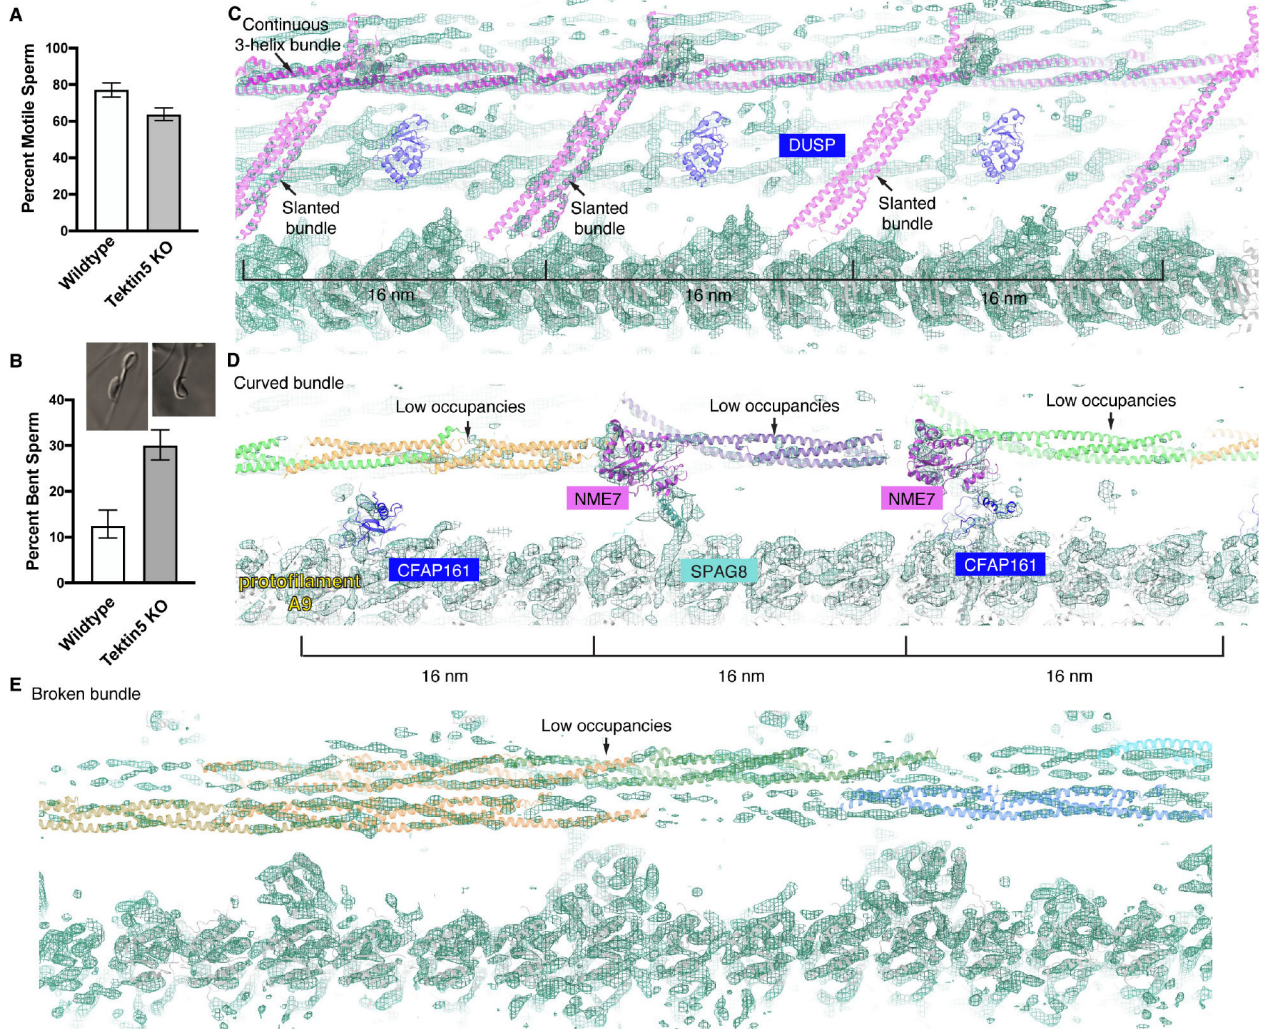 A
Percent Motile Sperm
100
80
60
40
20
0
Wildtype
Tektin5 KO
B
Percent Bent Sperm
40
30
20
10
0
Wildtype
Tektin5 KO
C
Continuous
3-helix bundle
DUSP
Slanted
bundle
Slanted
bundle
Slanted
bundle
16 nm
16 nm
16 nm
D
Curved bundle
Low occupancies
Low occupancies
Low occupancies
NME7
NME7
CFAP161
SPAG8
CFAP161
protofilament
A9
16 nm
16 nm
16 nm
E
Broken bundle
Low occupancies